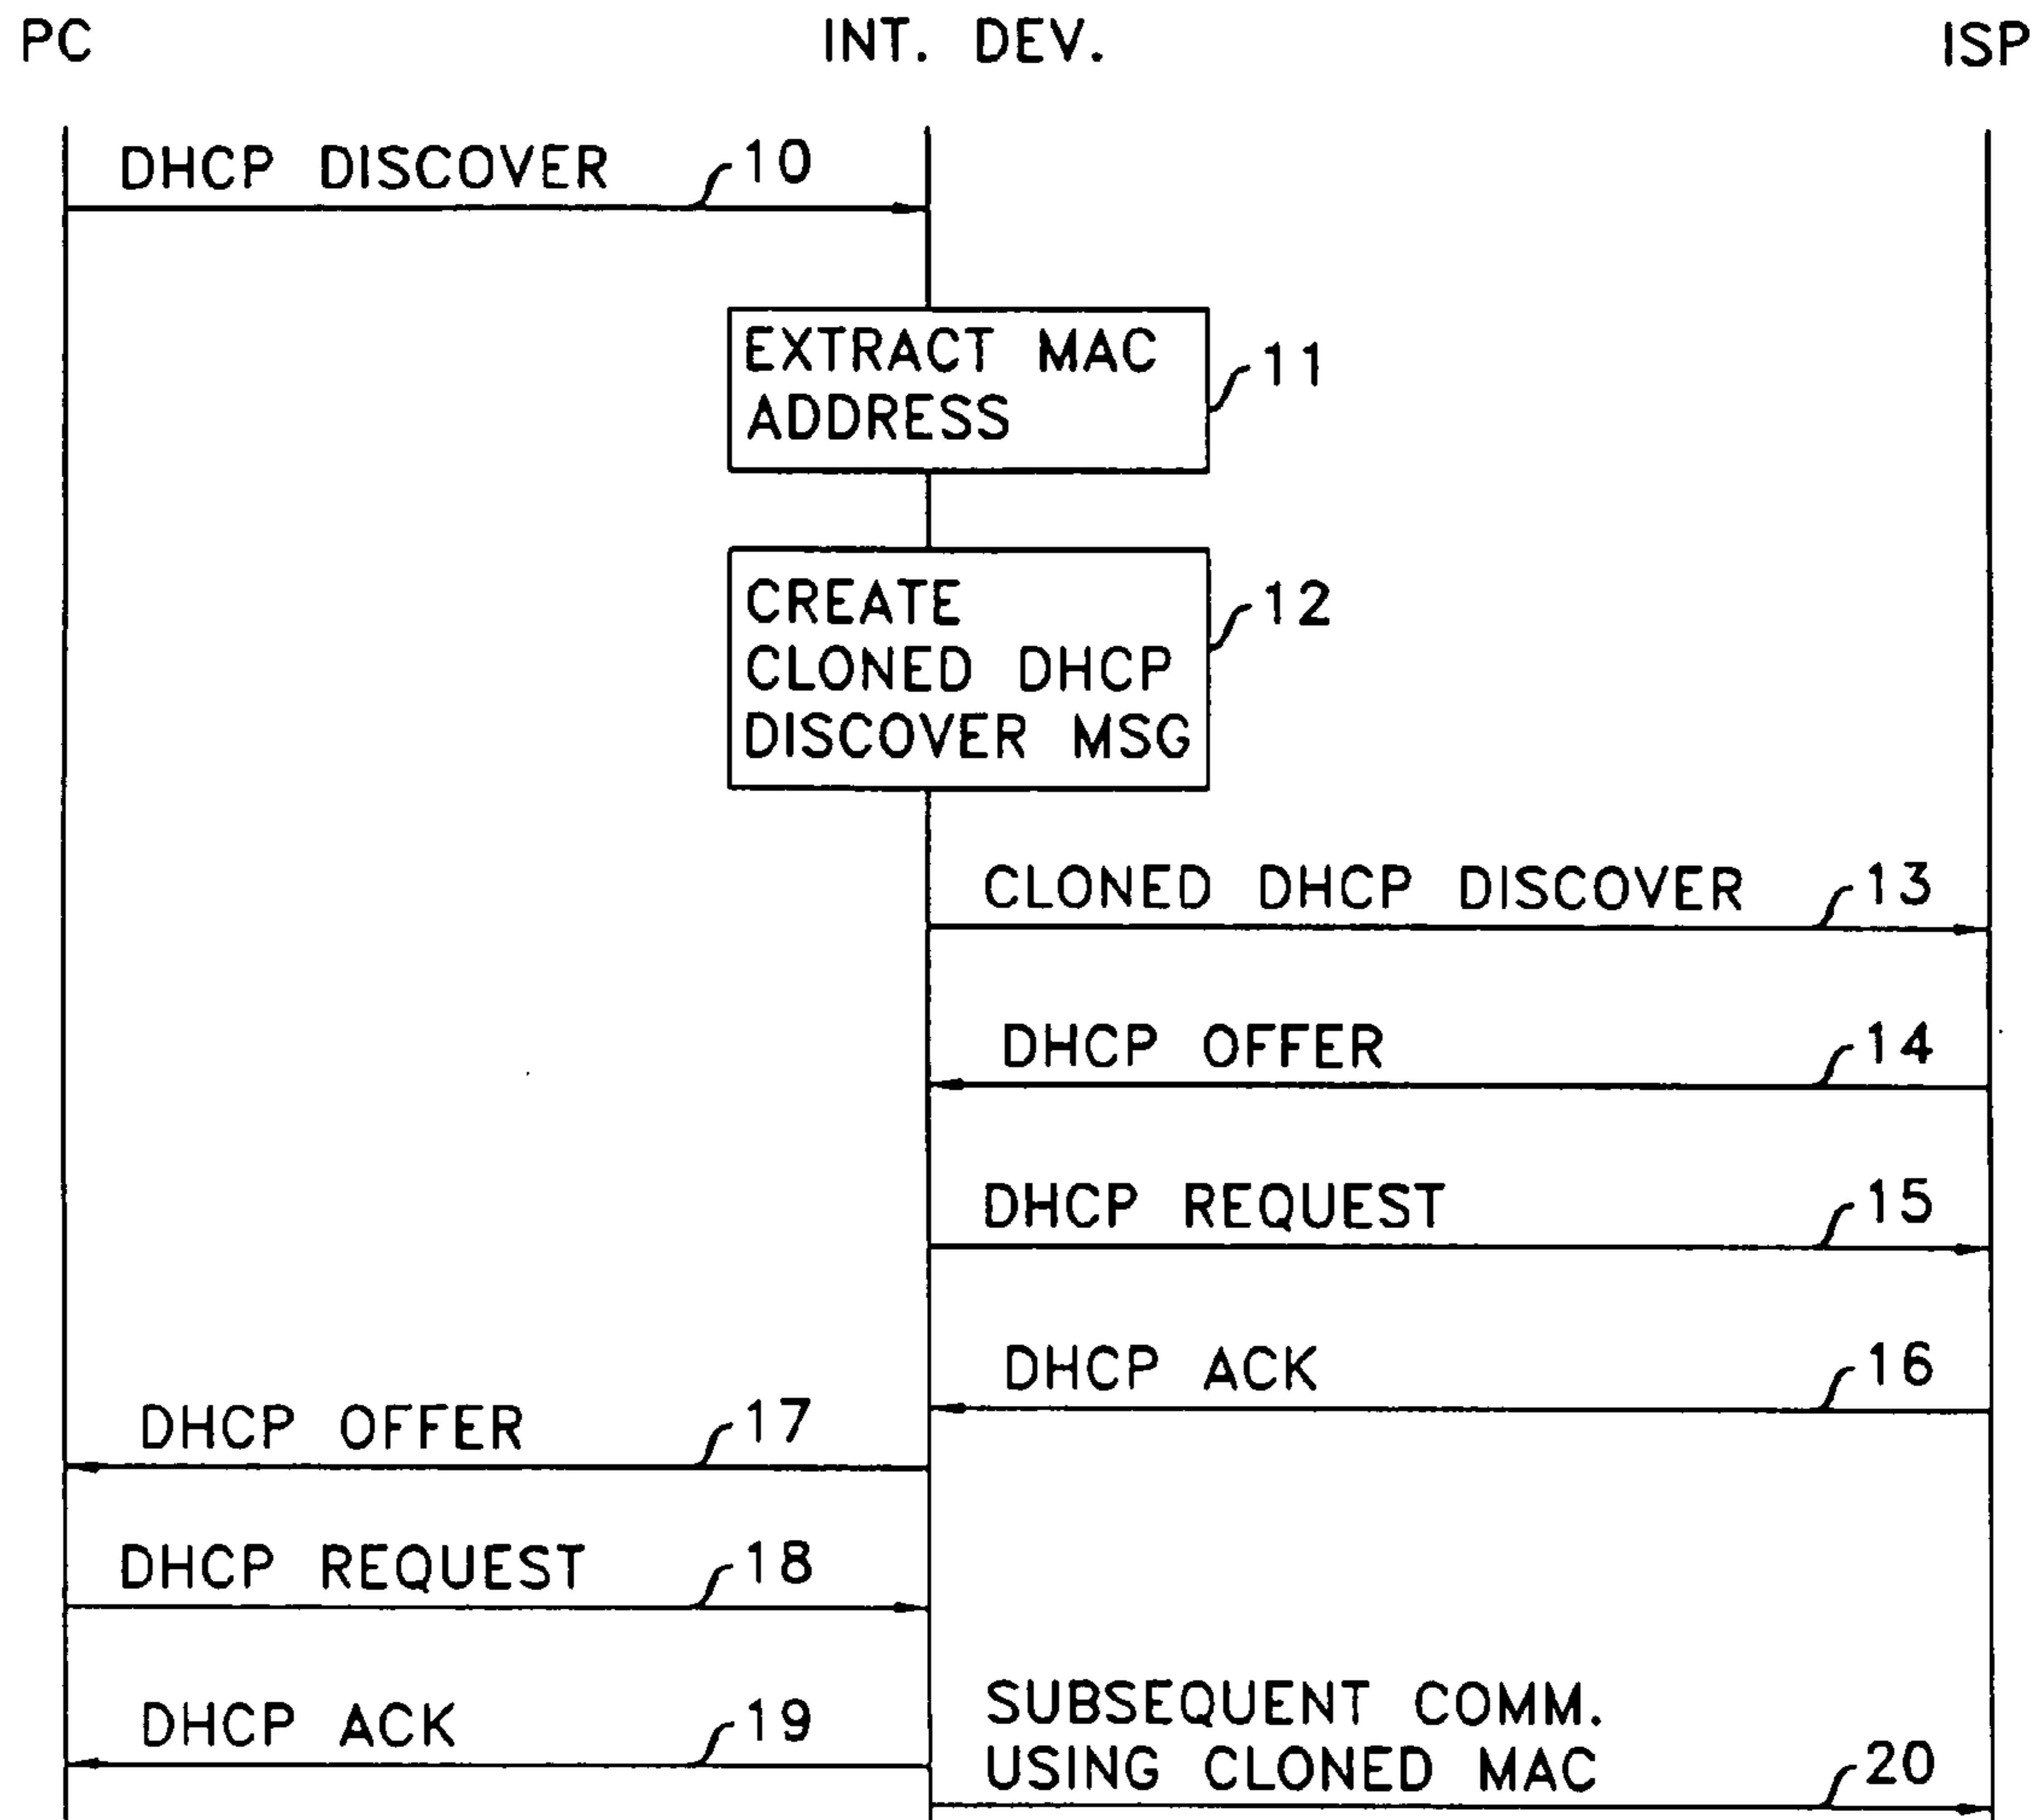 PC INT. DEV. ISP
DHCP DISCOVER 10
EXTRACT MAC
ADDRESS
11
CREATE
CLONED DHCP
DISCOVER MSG
12
CLONED DHCP DISCOVER 13
DHCP OFFER 14
DHCP REQUEST 15
DHCP ACK 16
DHCP OFFER 17
DHCP REQUEST 18
DHCP ACK 19
SUBSEQUENT COMM.
USING CLONED MAC 20